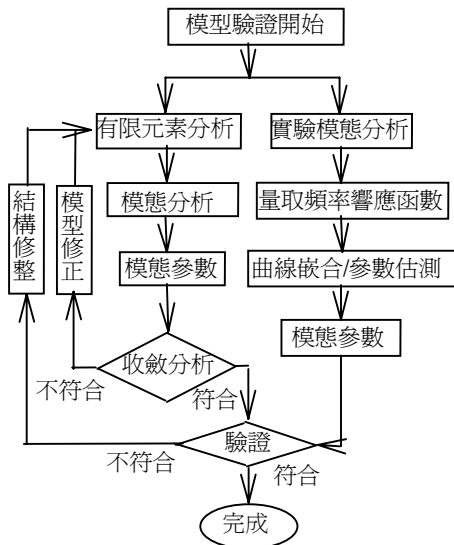 模型驗證開始
有限元素分析
實驗模態分析
結構修整
模型修正
模態分析
量取頻率響應函數
模態參數
曲線嵌合/參數估測
模態參數
收斂分析
不符合
符合
驗証
不符合
符合
完成